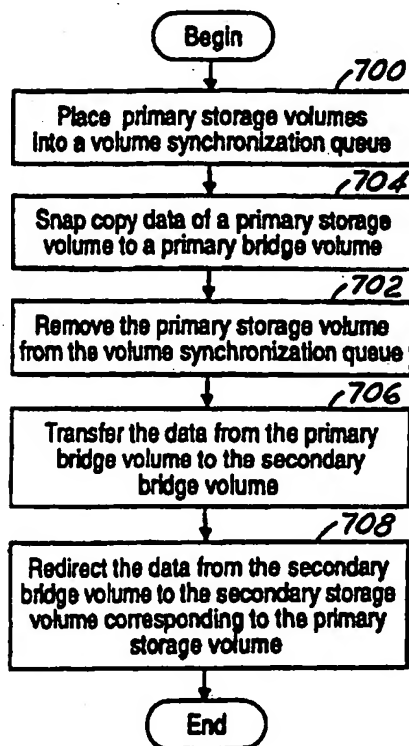 Begin
700
Place primary storage volumes
into a volume synchronization queue
704
Snap copy data of a primary storage
volume to a primary bridge volume
702
Remove the primary storage volume
from the volume synchronization queue
706
Transfer the data from the primary
bridge volume to the secondary
bridge volume
708
Redirect the data from the secondary
bridge volume to the secondary storage
volume corresponding to the primary
storage volume
End